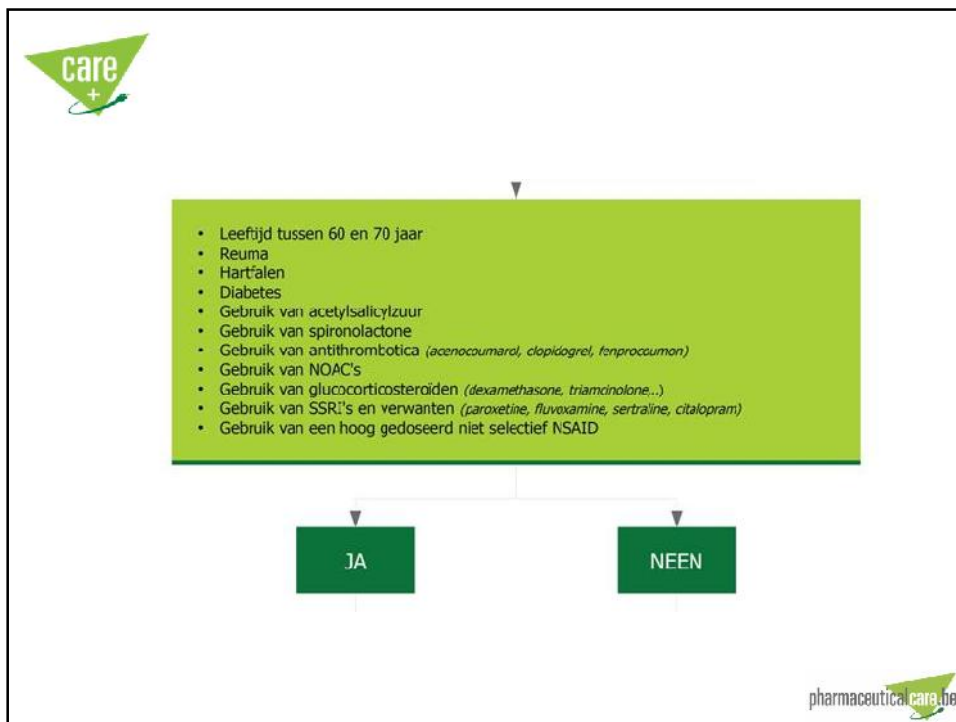 care
+
• Leeftijd tussen 60 en 70 jaar
• Reuma
• Hartfalen
• Diabetes
• Gebruik van acetylsalicylzuur
• Gebruik van spironolactone
• Gebruik van antithrombotica (acenocoumarol, clopidogrel, fenprocoumon)
• Gebruik van NOAC's
• Gebruik van glucocorticosteroïden (dexamethasone, triamcinolone,..)
• Gebruik van SSRI's en verwanten (paroxetine, fluvoxamine, sertraline, citalopram)
• Gebruik van een hoog gedoseerd niet selectief NSAID
JA
NEEN
pharmaceuticalcare.be